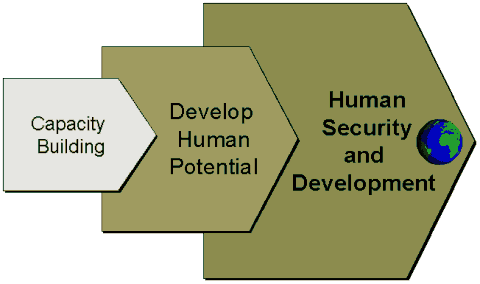 Capacity
Building
Develop
Human
Potential
Human
Security
and
Development